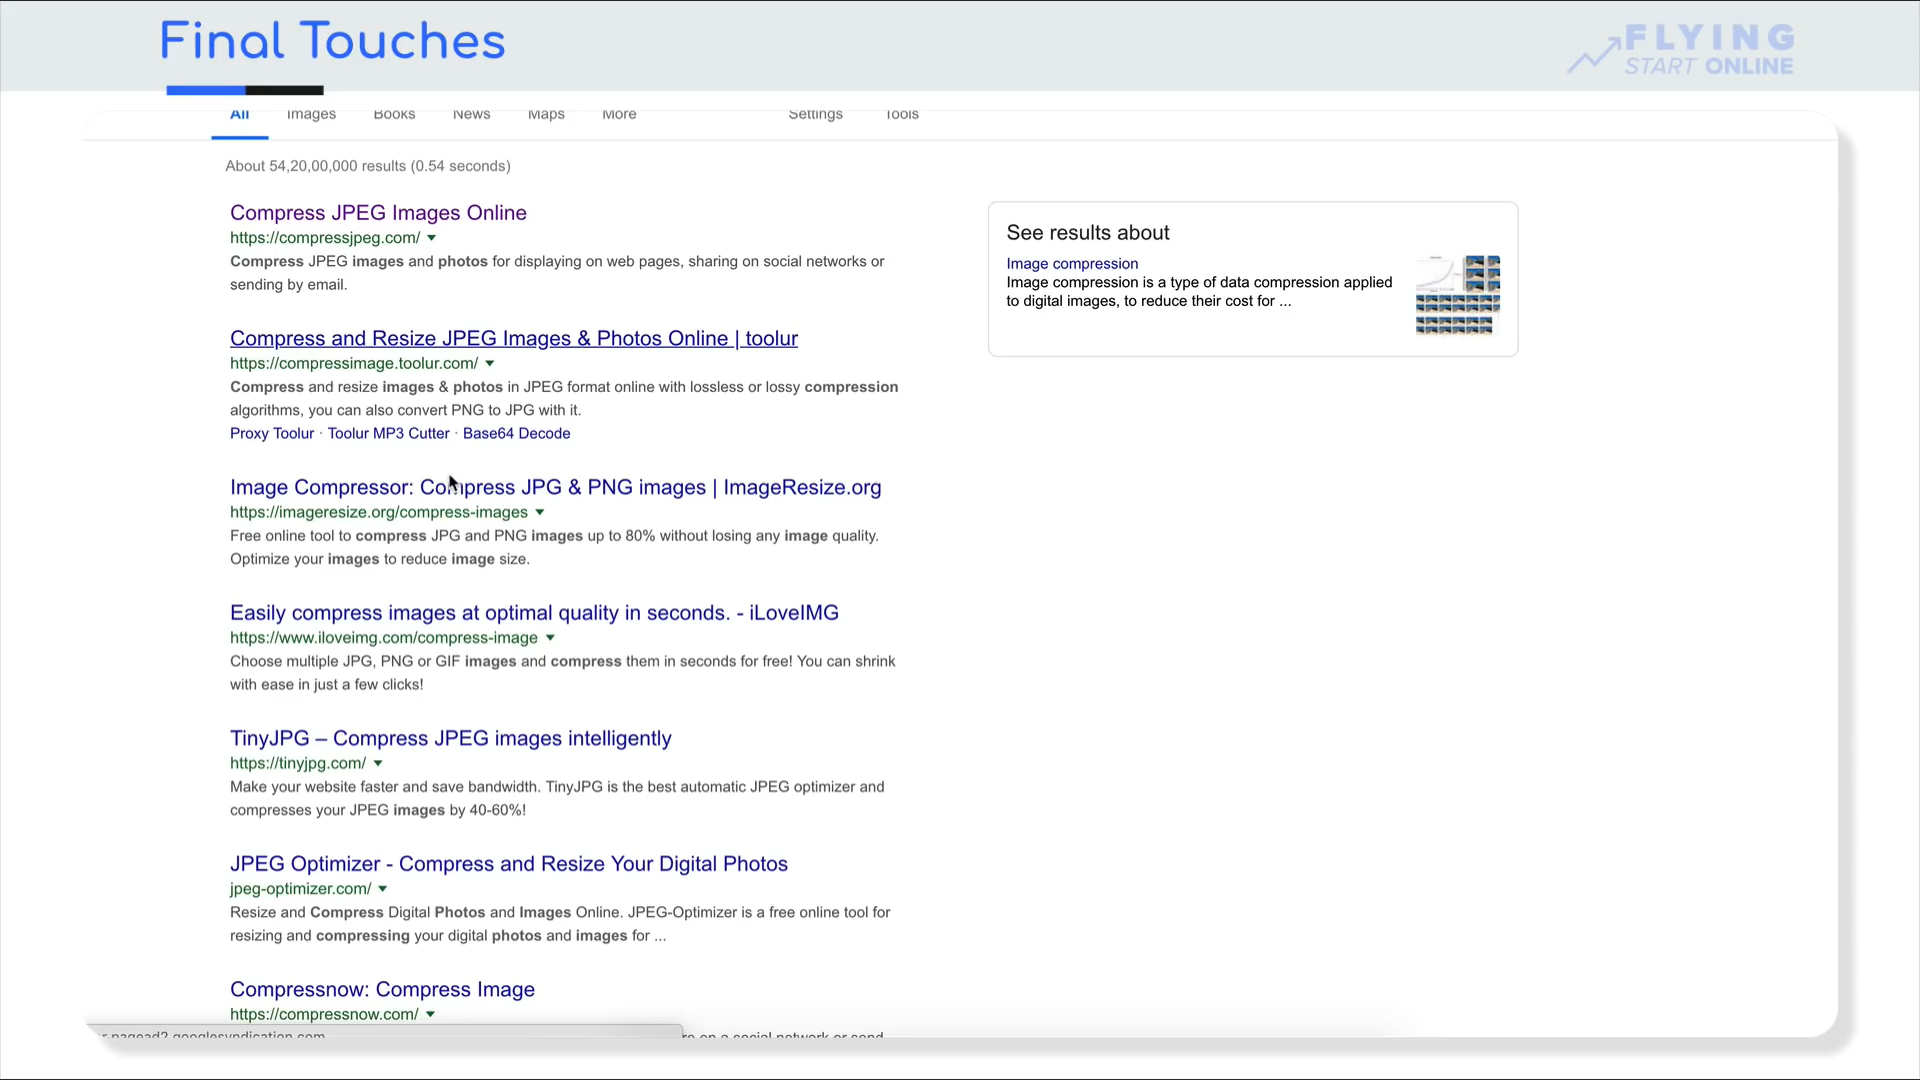 Final Touches
FLYING
START ONLINE
All Images Books News Maps More Settings Tools
About 54,20,00,000 results (0.54 seconds)
Compress JPEG Images Online
https://compressjpeg.com/
Compress JPEG images and photos for displaying on web pages, sharing on social networks or
sending by email.
Compress and Resize JPEG Images & Photos Online | toolur
https://compressimage.toolur.com/
Compress and resize images & photos in JPEG format online with lossless or lossy compression
algorithms, you can also convert PNG to JPG with it.
Proxy Toolur · Toolur MP3 Cutter · Base64 Decode
Image Compressor: Compress JPG & PNG images | ImageResize.org
https://imageresize.org/compress-images
Free online tool to compress JPG and PNG images up to 80% without losing any image quality.
Optimize your images to reduce image size.
Easily compress images at optimal quality in seconds. - iLoveIMG
https://www.iloveimg.com/compress-image
Choose multiple JPG, PNG or GIF images and compress them in seconds for free! You can shrink
with ease in just a few clicks!
TinyJPG – Compress JPEG images intelligently
https://tinyjpg.com/
Make your website faster and save bandwidth. TinyJPG is the best automatic JPEG optimizer and
compresses your JPEG images by 40-60%!
JPEG Optimizer - Compress and Resize Your Digital Photos
jpeg-optimizer.com/
Resize and Compress Digital Photos and Images Online. JPEG-Optimizer is a free online tool for
resizing and compressing your digital photos and images for ...
Compressnow: Compress Image
https://compressnow.com/
pagead2.googlesyndication.com
on a social network or send
See results about
Image compression
Image compression is a type of data compression applied
to digital images, to reduce their cost for ...